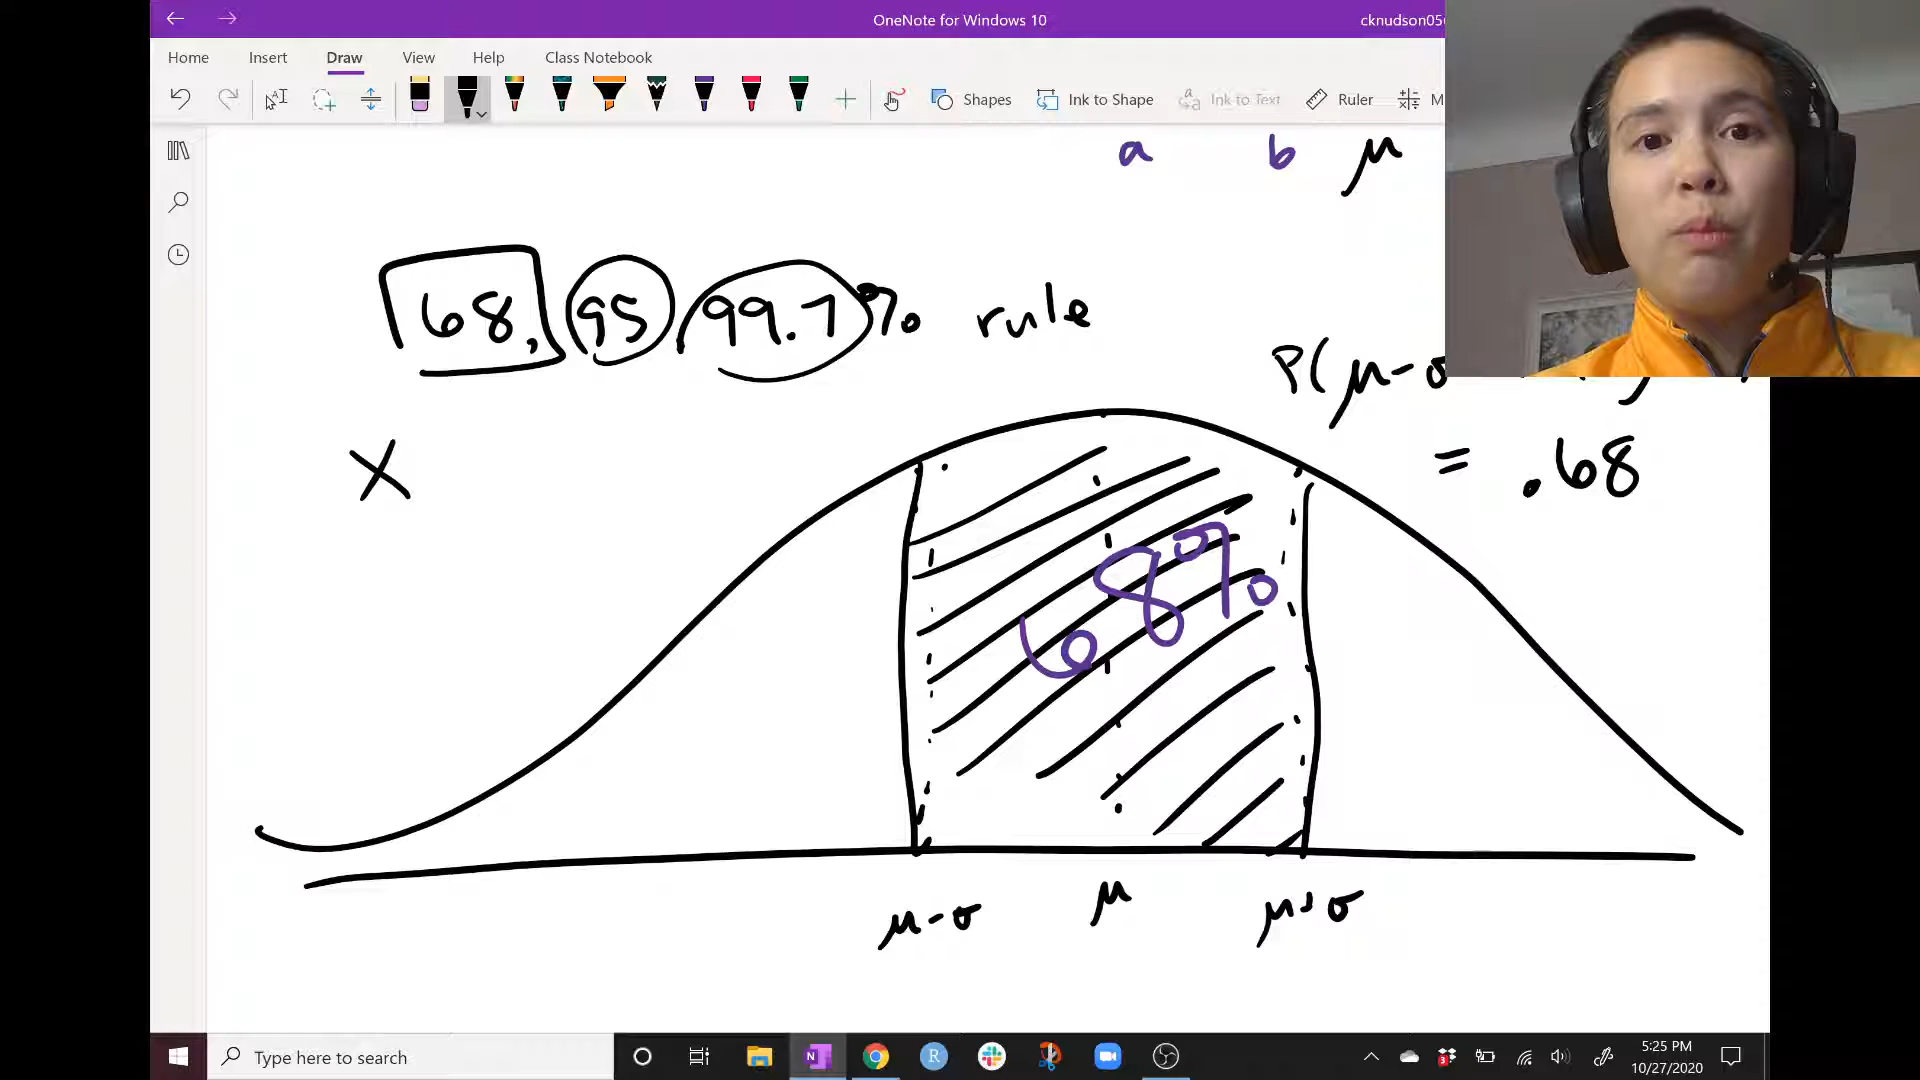 OneNote for Windows 10
cknudson05
Home Insert Draw View Help Class Notebook
Shapes Ink to Shape Ink to Text Ruler M
a b μ
68, 95 99.7% rule
P(μ-σ
= .68
X
68%
μ-σ μ μ+σ
Type here to search
5:25 PM
10/27/2020